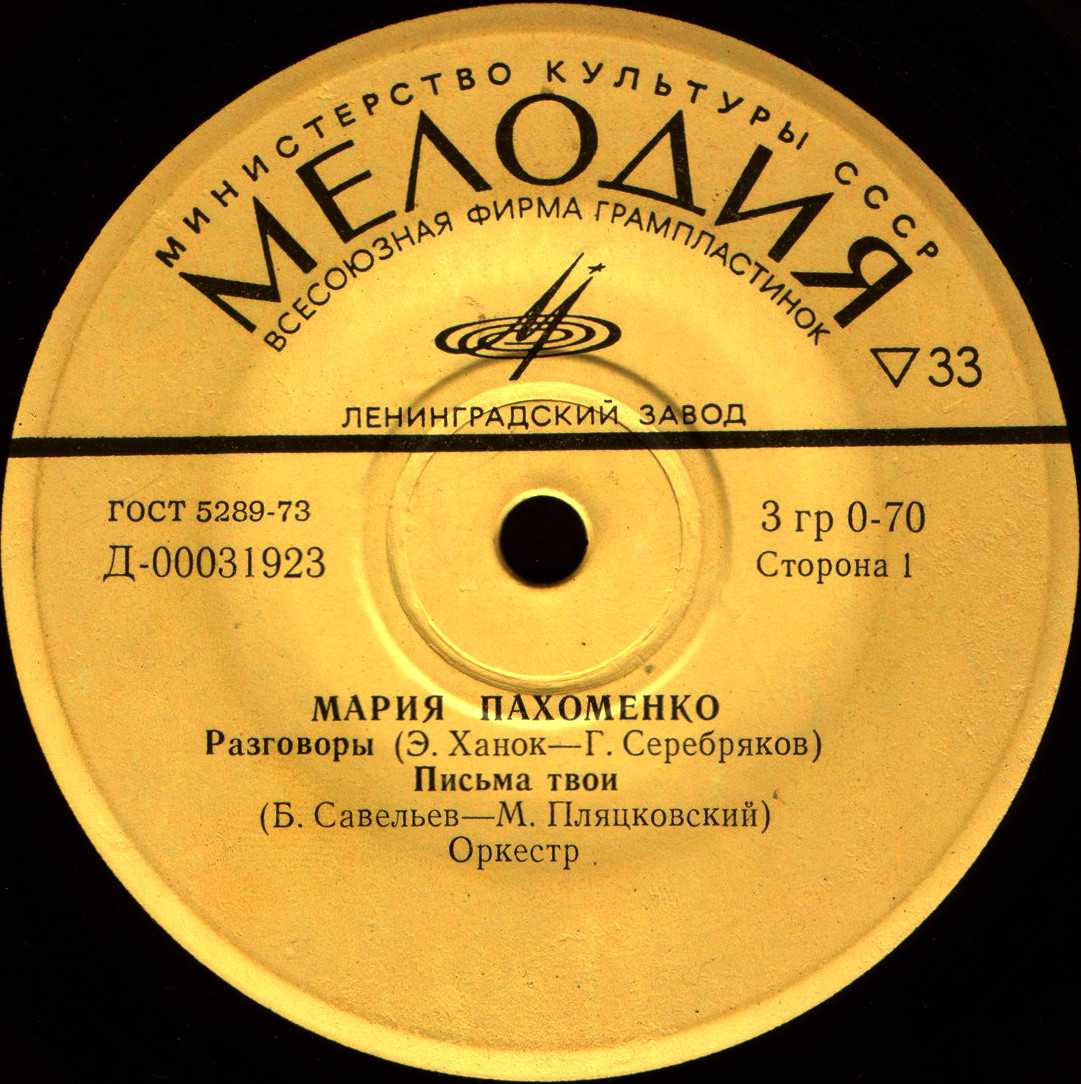 МИНИСТЕРСТВО КУЛЬТУРЫ СССР
МЕЛОДИЯ
ВСЕСОЮЗНАЯ ФИРМА ГРАМПЛАСТИНОК
▽33
ЛЕНИНГРАДСКИЙ ЗАВОД
ГОСТ 5289-73
Д-00031923
3 гр 0-70
Сторона 1
МАРИЯ ПАХОМЕНКО
Разговоры (Э. Ханок—Г. Серебряков)
Письма твои
(Б. Савельев—М. Пляцковский)
Оркестр